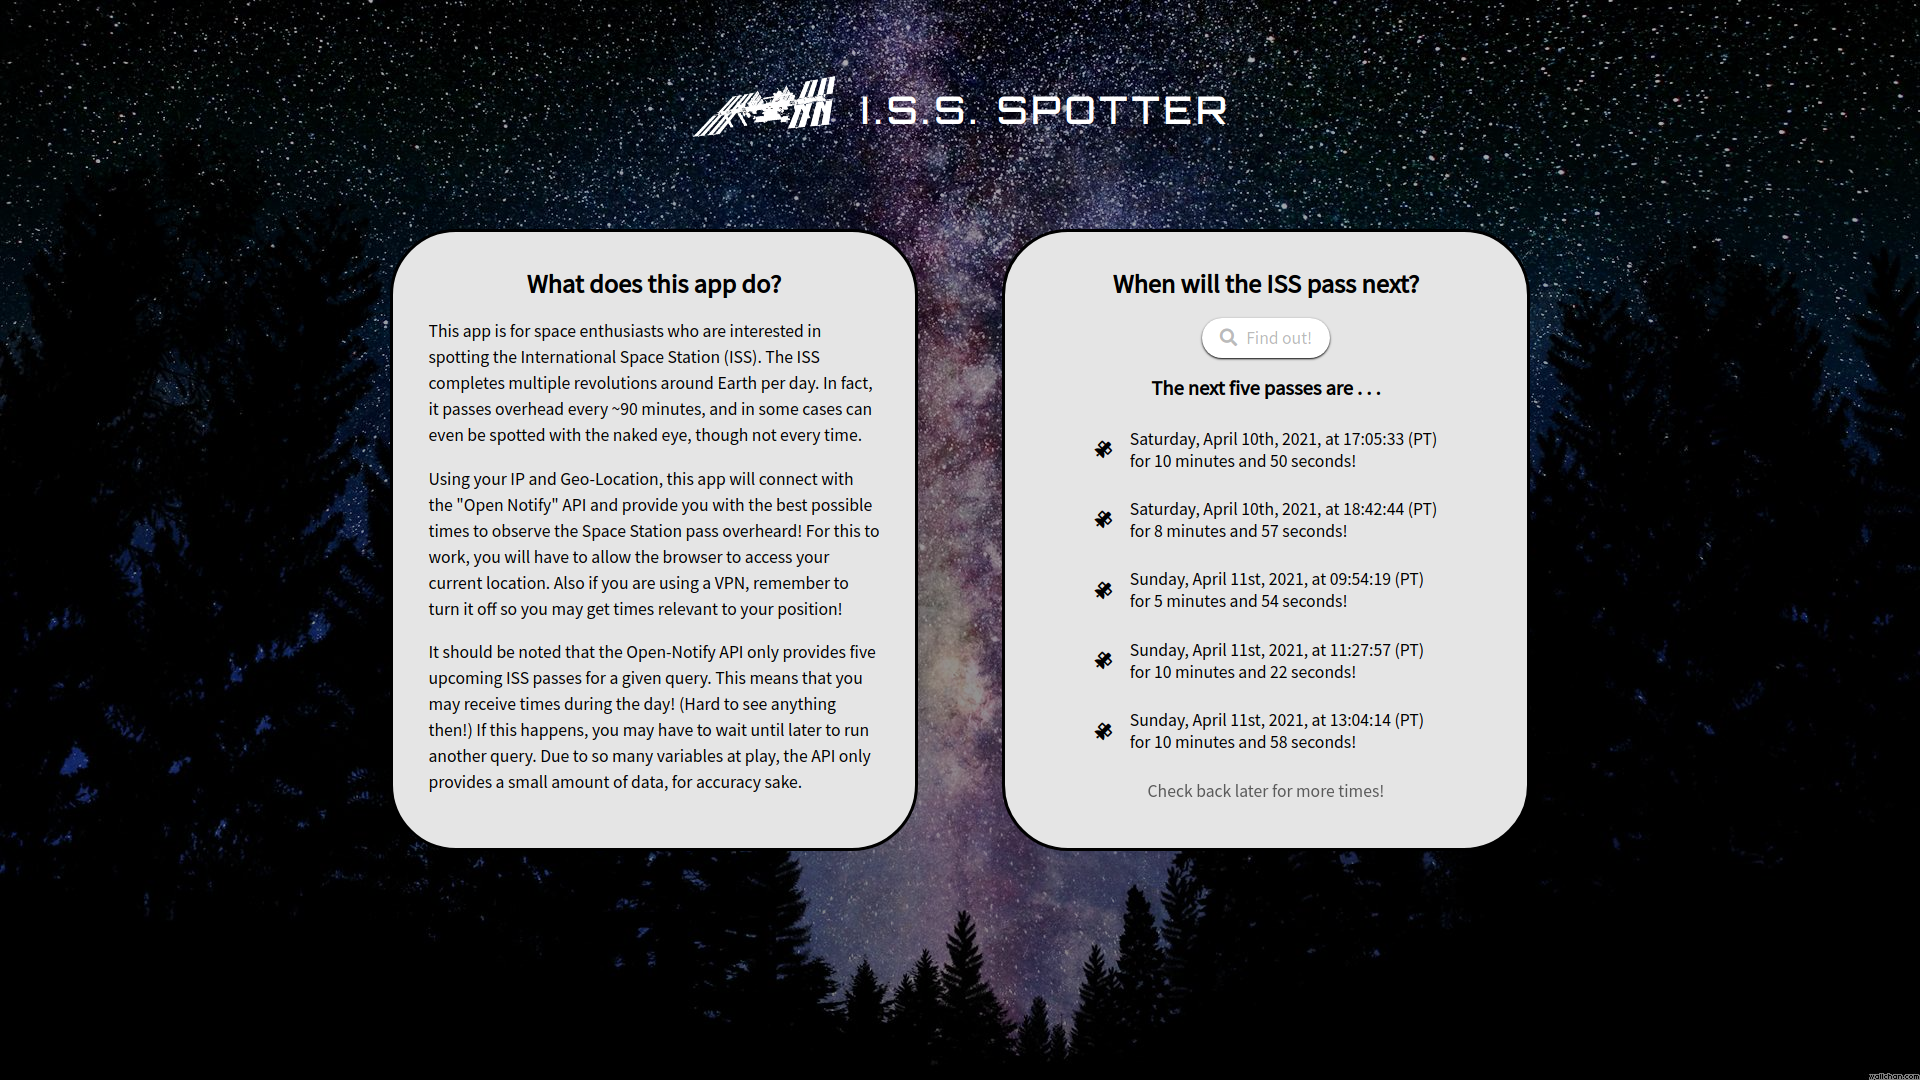 I.S.S. SPOTTER
What does this app do?
This app is for space enthusiasts who are interested in
spotting the International Space Station (ISS). The ISS
completes multiple revolutions around Earth per day. In fact,
it passes overhead every ~90 minutes, and in some cases can
even be spotted with the naked eye, though not every time.
Using your IP and Geo-Location, this app will connect with
the "Open Notify" API and provide you with the best possible
times to observe the Space Station pass overheard! For this to
work, you will have to allow the browser to access your
current location. Also if you are using a VPN, remember to
turn it off so you may get times relevant to your position!
It should be noted that the Open-Notify API only provides five
upcoming ISS passes for a given query. This means that you
may receive times during the day! (Hard to see anything
then!) If this happens, you may have to wait until later to run
another query. Due to so many variables at play, the API only
provides a small amount of data, for accuracy sake.
When will the ISS pass next?
Find out!
The next five passes are . . .
Saturday, April 10th, 2021, at 17:05:33 (PT)
for 10 minutes and 50 seconds!
Saturday, April 10th, 2021, at 18:42:44 (PT)
for 8 minutes and 57 seconds!
Sunday, April 11st, 2021, at 09:54:19 (PT)
for 5 minutes and 54 seconds!
Sunday, April 11st, 2021, at 11:27:57 (PT)
for 10 minutes and 22 seconds!
Sunday, April 11st, 2021, at 13:04:14 (PT)
for 10 minutes and 58 seconds!
Check back later for more times!
wallchan.com